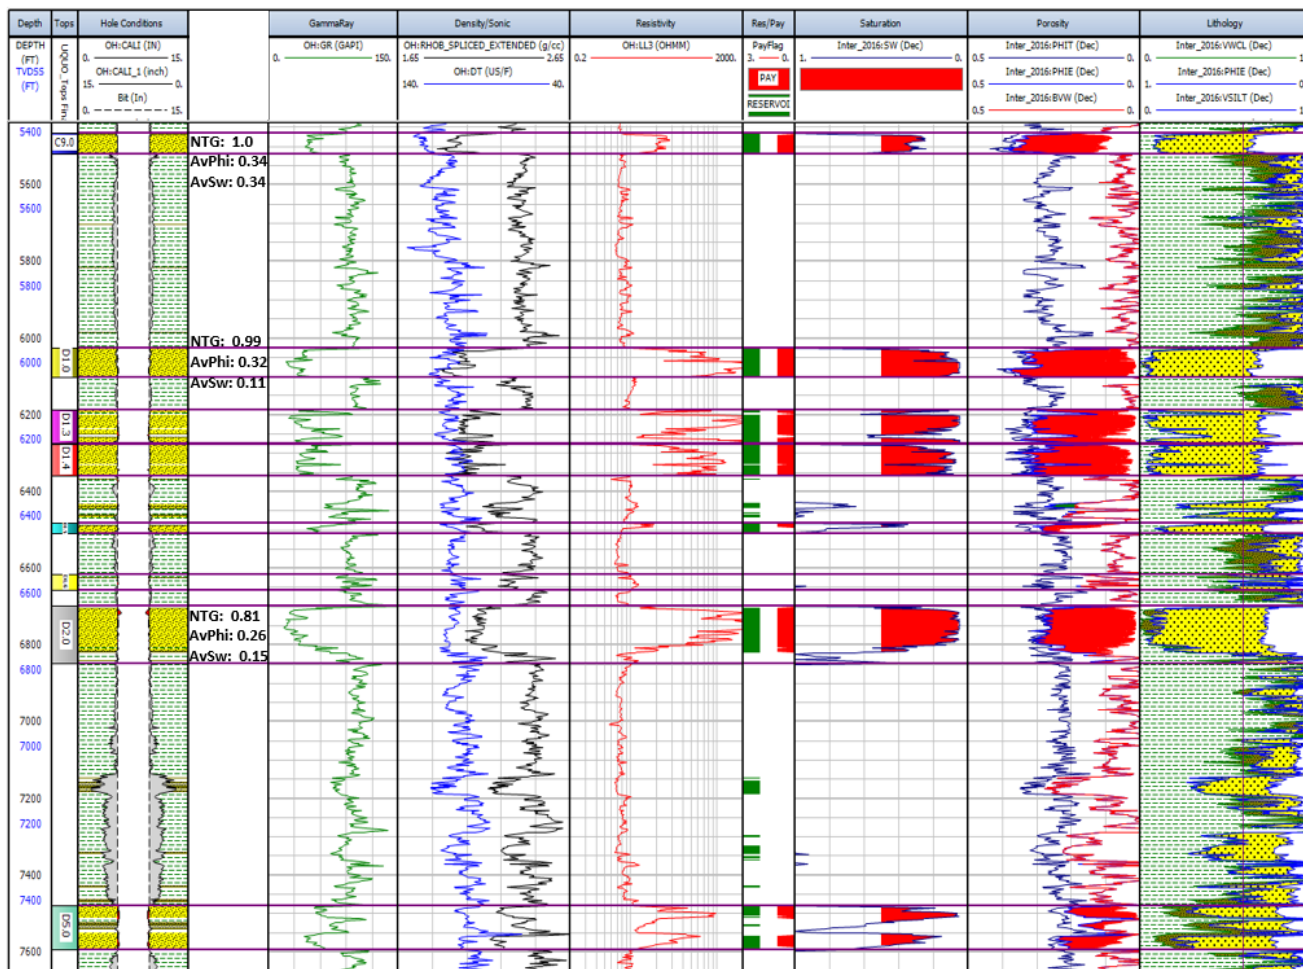 Depth Tops Hole Conditions GammaRay Density/Sonic Resistivity Res/Pay Saturation Porosity Lithology
DEPTH (FT)
TVDSS (FT)
UQUO_Tops Fin
OH:CALI (IN)
0. 15.
OH:CALI_1 (inch)
15. 0.
Bit (In)
0. 15.
OH:GR (GAPI)
0. 150.
OH:RHOB_SPLICED_EXTENDED (g/cc)
1.65 2.65
OH:DT (US/F)
140. 40.
OH:LL3 (OHMM)
0.2 2000.
PayFlag
3. 0.
PAY
RESERVOI
Inter_2016:SW (Dec)
1. 0.
Inter_2016:PHIT (Dec)
0.5 0.
Inter_2016:PHIE (Dec)
0.5 0.
Inter_2016:BVW (Dec)
0.5 0.
Inter_2016:VWCL (Dec)
0. 1
Inter_2016:PHIE (Dec)
1. 0
Inter_2016:VSILT (Dec)
0. 1
5400
C9.0
NTG: 1.0
AvPhi: 0.34
AvSw: 0.34
5600
5600
5800
5800
6000
NTG: 0.99
D1.0
6000
AvPhi: 0.32
AvSw: 0.11
6200
D1.3
6200
D1.4
6400
6400
6600
6600
NTG: 0.81
D2.0
AvPhi: 0.26
6800
AvSw: 0.15
6800
7000
7000
7200
7200
7400
7400
D5.0
7600